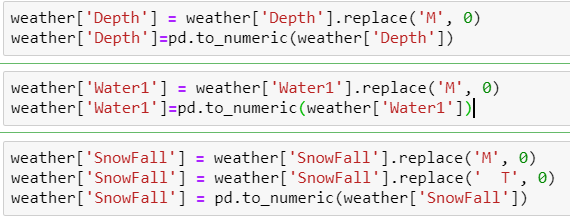 weather['Depth'] = weather['Depth'].replace('M', 0)
weather['Depth']=pd.to_numeric(weather['Depth'])
weather['Water1'] = weather['Water1'].replace('M', 0)
weather['Water1']=pd.to_numeric(weather['Water1'])
weather['SnowFall'] = weather['SnowFall'].replace('M', 0)
weather['SnowFall'] = weather['SnowFall'].replace('  T', 0)
weather['SnowFall'] = pd.to_numeric(weather['SnowFall'])